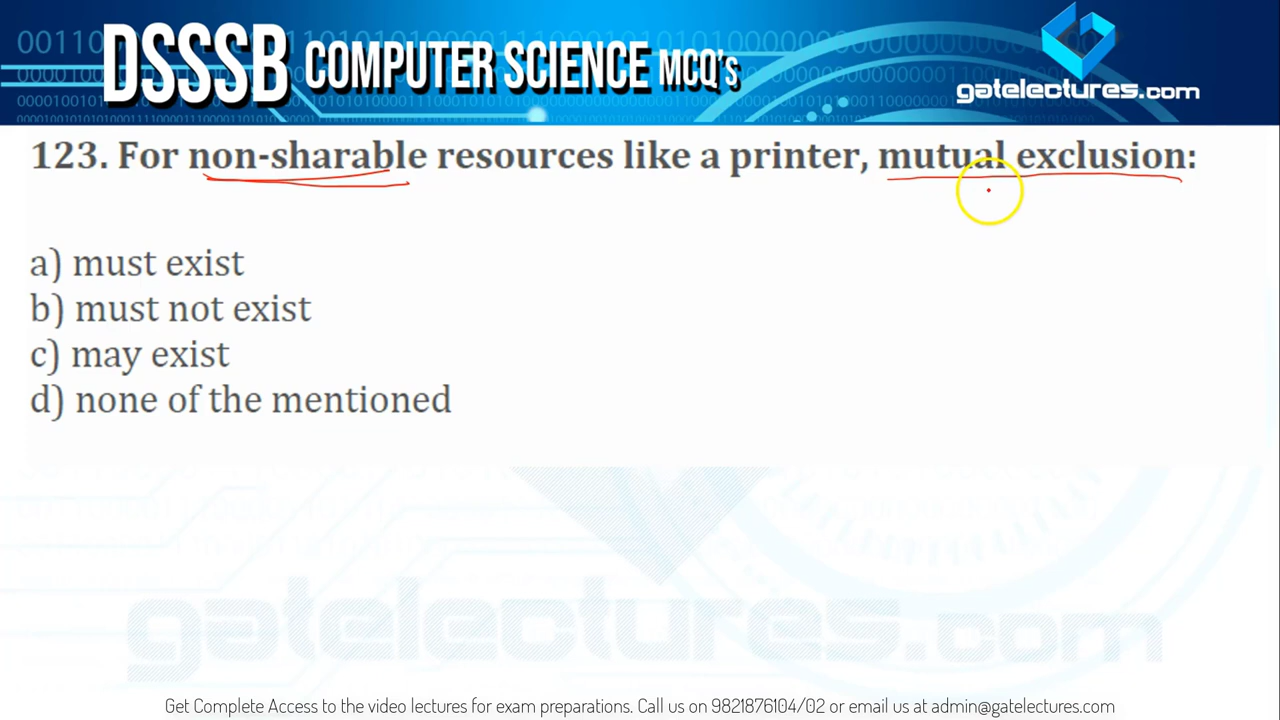 DSSSB COMPUTER SCIENCE MCQ's
gatelectures.com
123. For non-sharable resources like a printer, mutual exclusion:
a) must exist
b) must not exist
c) may exist
d) none of the mentioned
gatelectures.com
Get Complete Access to the video lectures for exam preparations. Call us on 9821876104/02 or email us at admin@gatelectures.com